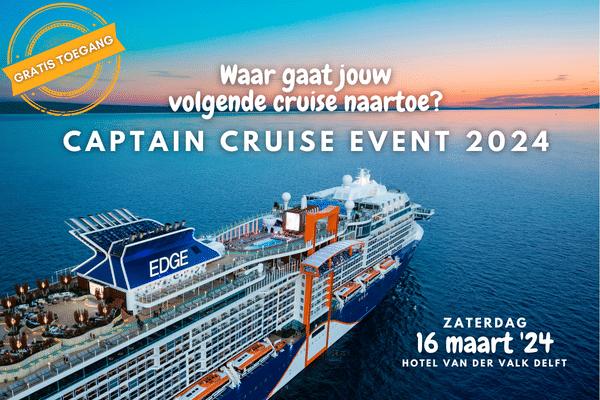 GRATIS TOEGANG
Waar gaat jouw
volgende cruise naartoe?
CAPTAIN CRUISE EVENT 2024
EDGE
ZATERDAG
16 maart '24
HOTEL VAN DER VALK DELFT